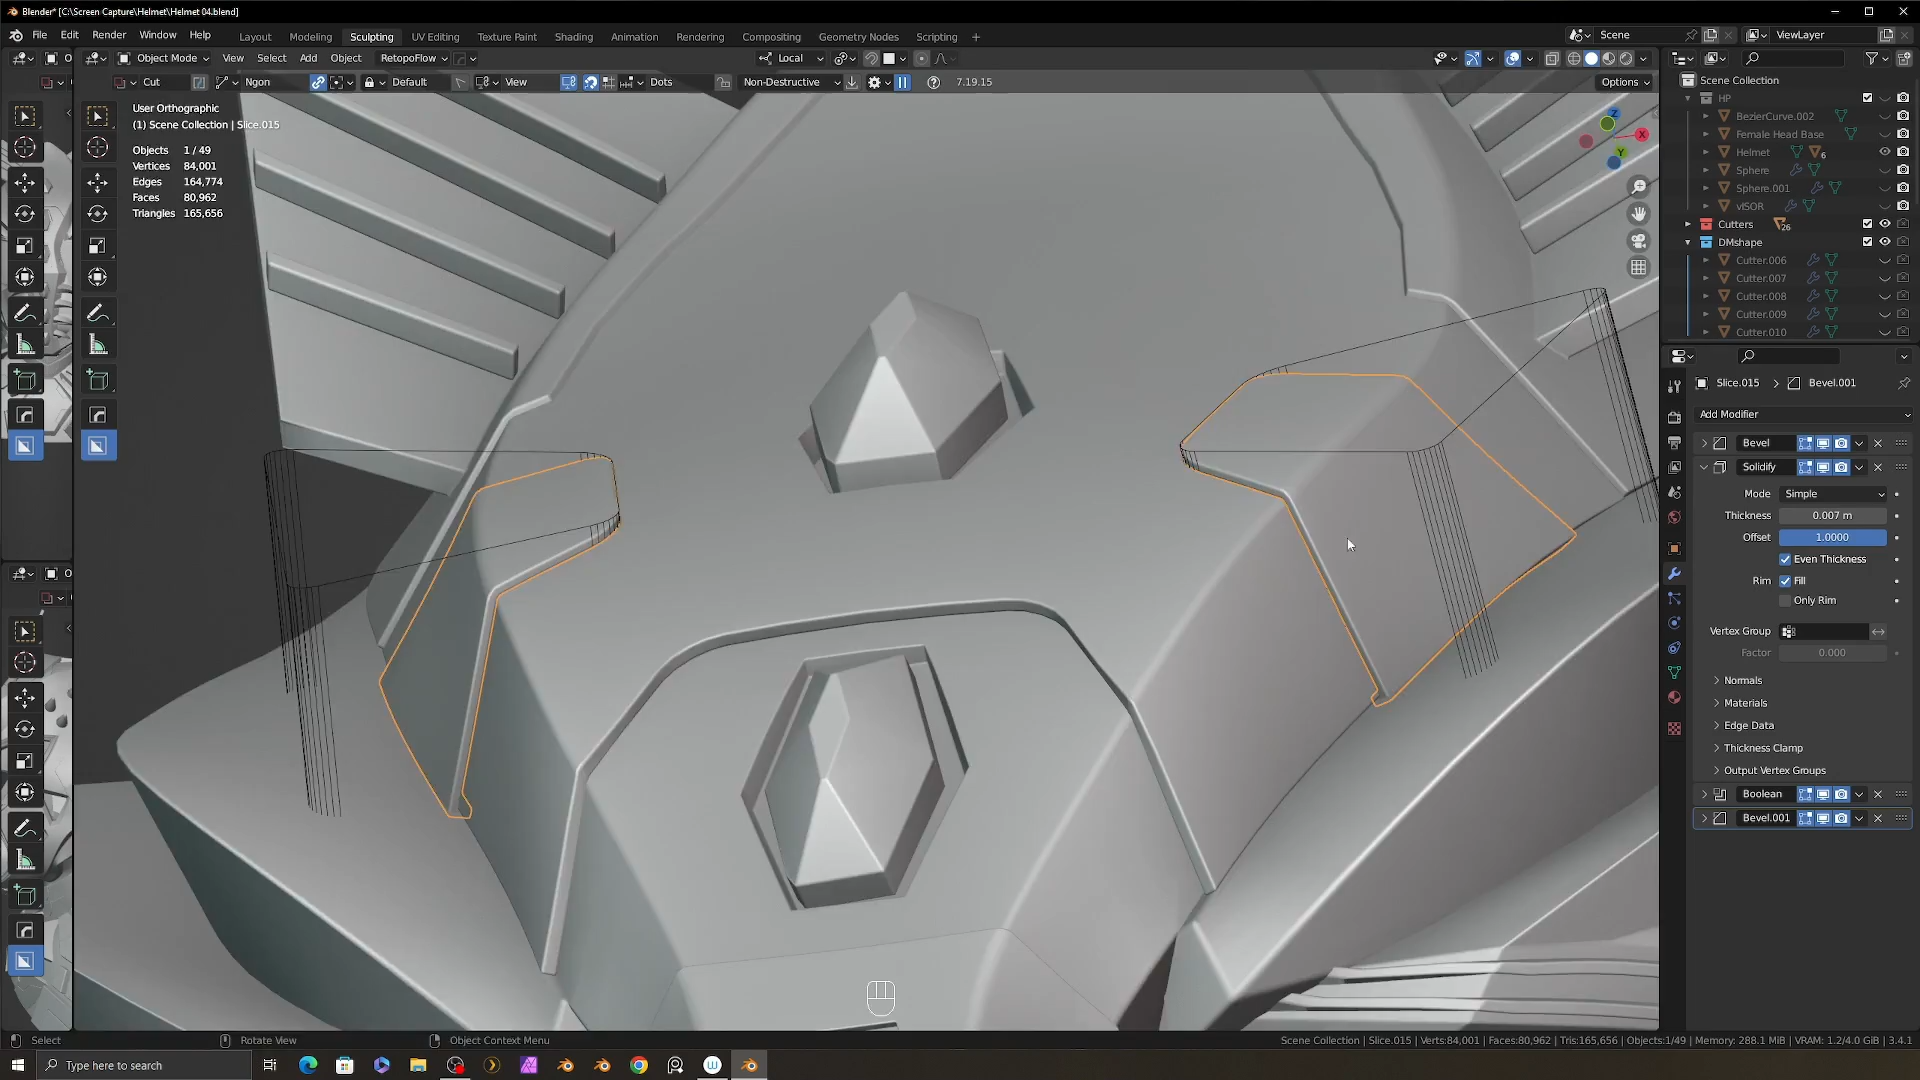 Blender* [C:\Screen Capture\Helmet\Helmet 04.blend]
File Edit Render Window Help
Layout Modeling Sculpting UV Editing Texture Paint Shading Animation Rendering Compositing Geometry Nodes Scripting +
Scene ViewLayer
Object Mode View Select Add Object RetopoFlow Local
Cut Ngon Default View Dots Non-Destructive 7.19.15 Options
User Orthographic
(1) Scene Collection | Slice.015
Objects 1 / 49
Vertices 84,001
Edges 164,774
Faces 80,962
Triangles 165,656
Z
X
Y
Scene Collection
HP
BezierCurve.002
Female Head Base
Helmet 6
Sphere
Sphere.001
vISOR
Cutters 26
DMshape
Cutter.006
Cutter.007
Cutter.008
Cutter.009
Cutter.010
Slice.015 > Bevel.001
Add Modifier
Bevel
Solidify
Mode Simple
Thickness 0.007 m
Offset 1.0000
Even Thickness
Rim Fill
Only Rim
Vertex Group
Factor 0.000
Normals
Materials
Edge Data
Thickness Clamp
Output Vertex Groups
Boolean
Bevel.001
Select Rotate View Object Context Menu
Scene Collection | Slice.015 | Verts:84,001 | Faces:80,962 | Tris:165,656 | Objects:1/49 | Memory: 288.1 MiB | VRAM: 1.2/4.0 GiB | 3.4.1
Type here to search